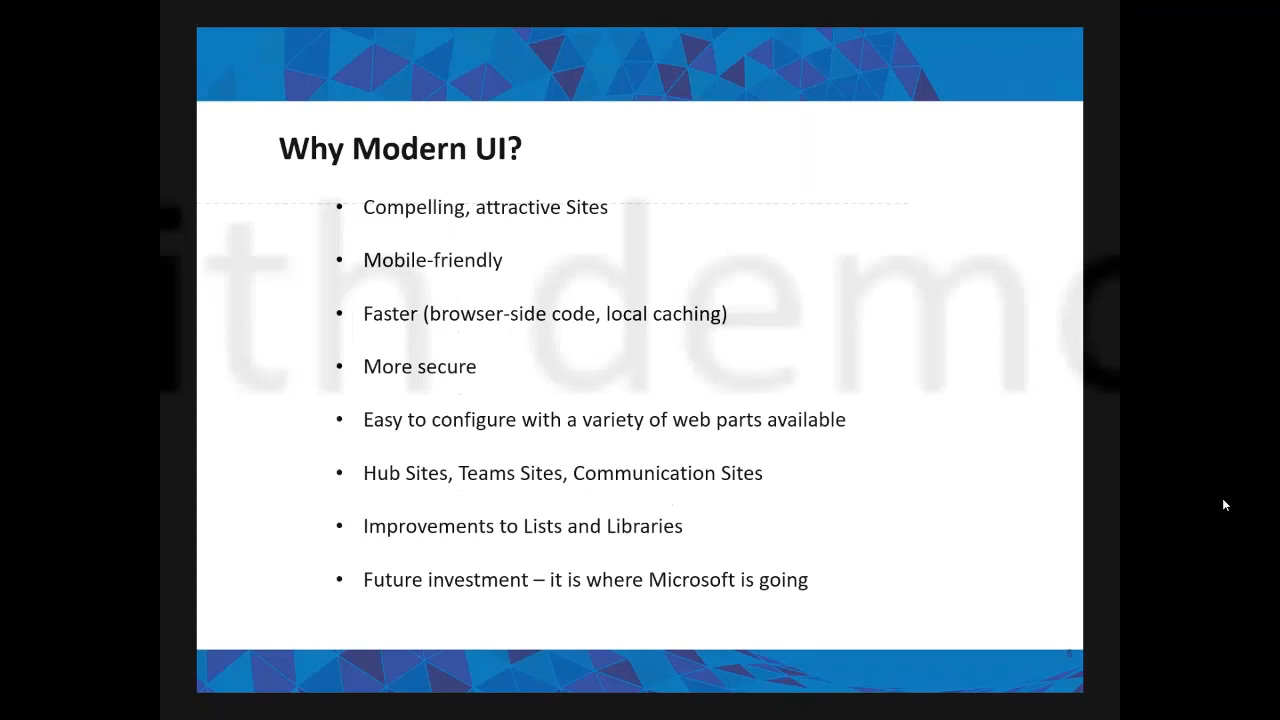 Why Modern UI?
• Compelling, attractive Sites
• Mobile-friendly
• Faster (browser-side code, local caching)
• More secure
• Easy to configure with a variety of web parts available
• Hub Sites, Teams Sites, Communication Sites
• Improvements to Lists and Libraries
• Future investment – it is where Microsoft is going
ith demo